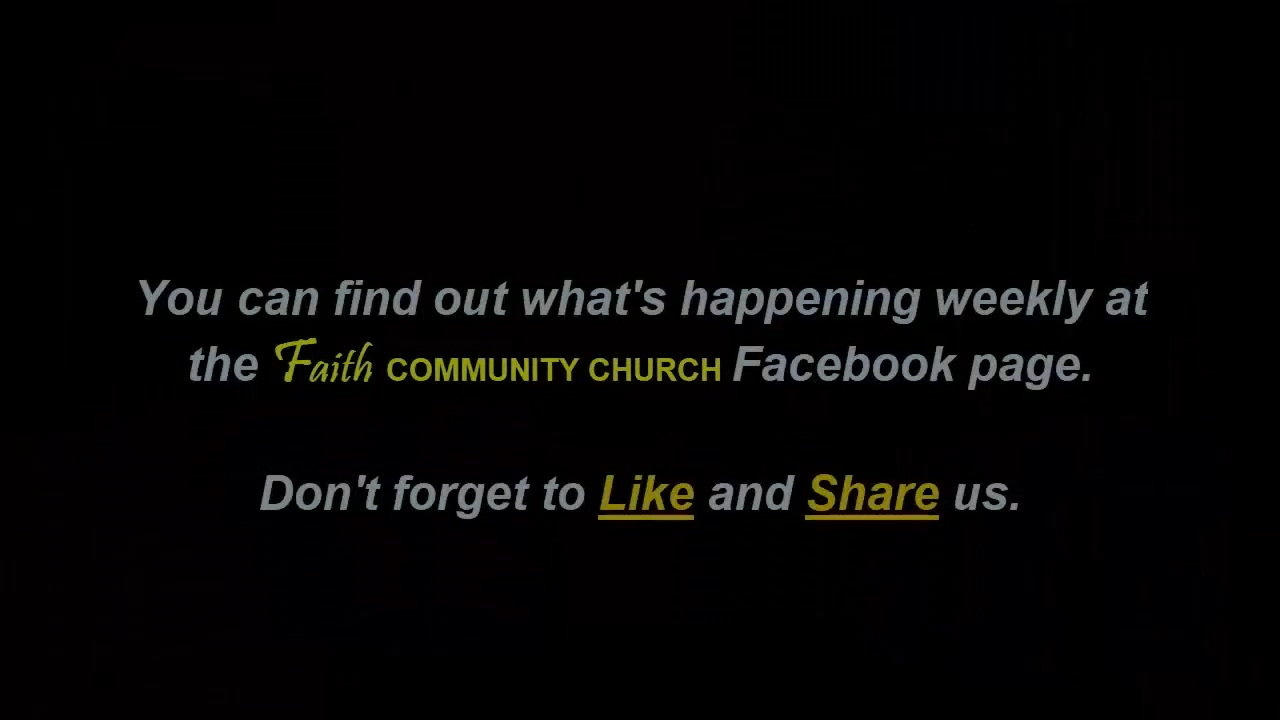 You can find out what's happening weekly at
the Faith COMMUNITY CHURCH Facebook page.
Don't forget to Like and Share us.